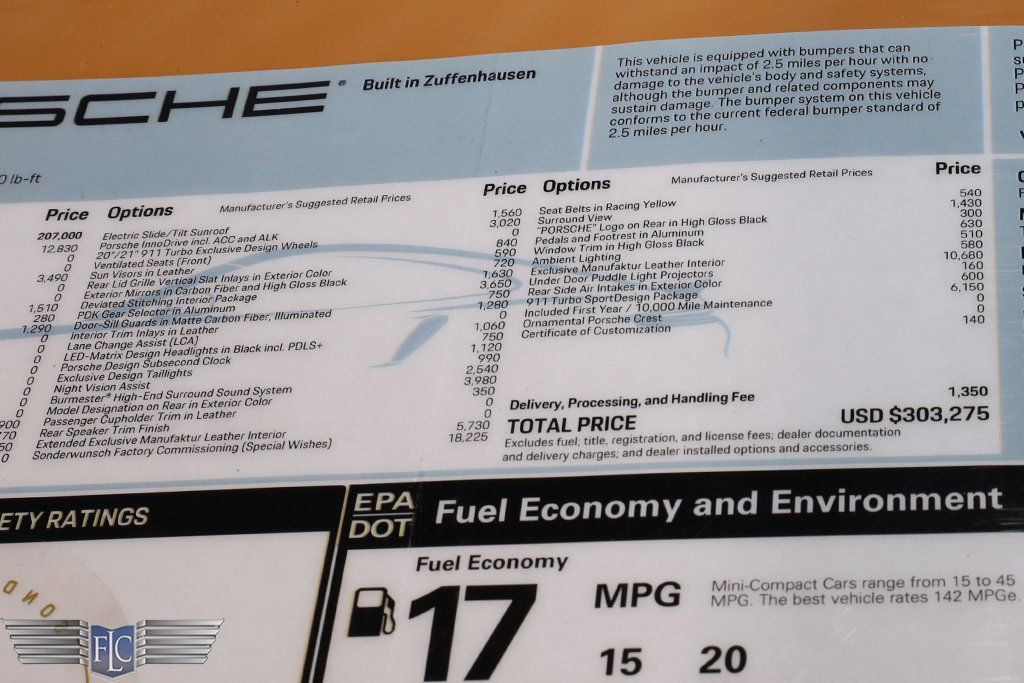 SCHE® Built in Zuffenhausen
This vehicle is equipped with bumpers that can
withstand an impact of 2.5 miles per hour with no
damage to the vehicle's body and safety systems,
although the bumper and related components may
sustain damage. The bumper system on this vehicle
conforms to the current federal bumper standard of
2.5 miles per hour.
0 lb-ft
Price
207,000
12,830
0
0
3,490
0
0
1,510
280
1,290
0
0
0
0
0
0
0
0
900
70
50
0
Options Manufacturer's Suggested Retail Prices Price
Electric Slide/Tilt Sunroof 1,560
Porsche InnoDrive incl. ACC and ALK 3,020
20"/21" 911 Turbo Exclusive Design Wheels 0
Ventilated Seats (Front) 840
Sun Visors in Leather 590
Rear Lid Grille Vertical Slat Inlays in Exterior Color 720
Exterior Mirrors in Carbon Fiber and High Gloss Black 1,630
Deviated Stitching Interior Package 3,650
PDK Gear Selector in Aluminum 750
Door-Sill Guards in Matte Carbon Fiber, Illuminated 1,280
Interior Trim Inlays in Leather 0
Lane Change Assist (LCA) 1,060
LED-Matrix Design Headlights in Black incl. PDLS+ 750
Porsche Design Subsecond Clock 1,120
Exclusive Design Taillights 990
Night Vision Assist 2,540
Burmester® High-End Surround Sound System 3,980
Model Designation on Rear in Exterior Color 350
Passenger Cupholder Trim in Leather 0
Rear Speaker Trim Finish 0
Extended Exclusive Manufaktur Leather Interior 5,730
Sonderwunsch Factory Commissioning (Special Wishes) 18,225
Options Manufacturer's Suggested Retail Prices Price
Seat Belts in Racing Yellow 540
Surround View 1,430
"PORSCHE" Logo on Rear in High Gloss Black 300
Pedals and Footrest in Aluminum 630
Window Trim in High Gloss Black 510
Ambient Lighting 580
Exclusive Manufaktur Leather Interior 10,680
Under Door Puddle Light Projectors 160
Rear Side Air Intakes in Exterior Color 600
911 Turbo SportDesign Package 6,150
Included First Year / 10,000 Mile Maintenance 0
Ornamental Porsche Crest 0
Certificate of Customization 140
Delivery, Processing, and Handling Fee 1,350
TOTAL PRICE USD $303,275
Excludes fuel; title, registration, and license fees; dealer documentation
and delivery charges; and dealer installed options and accessories.
ETY RATINGS
EPA
DOT
Fuel Economy and Environment
Fuel Economy
17 MPG
Mini-Compact Cars range from 15 to 45
MPG. The best vehicle rates 142 MPGe.
15 20
FLC